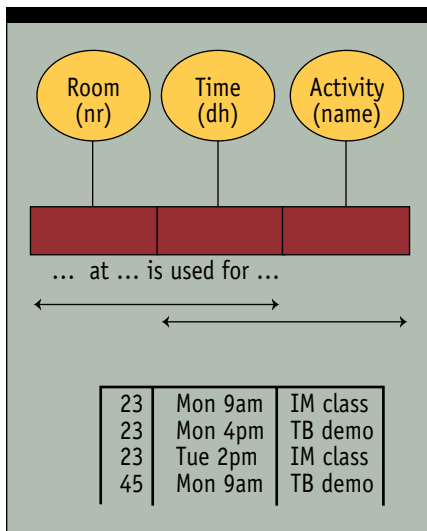 Room Time Activity
(nr) (dh) (name)
... at ... is used for ...
23 Mon 9am IM class
23 Mon 4pm TB demo
23 Tue 2pm IM class
45 Mon 9am TB demo